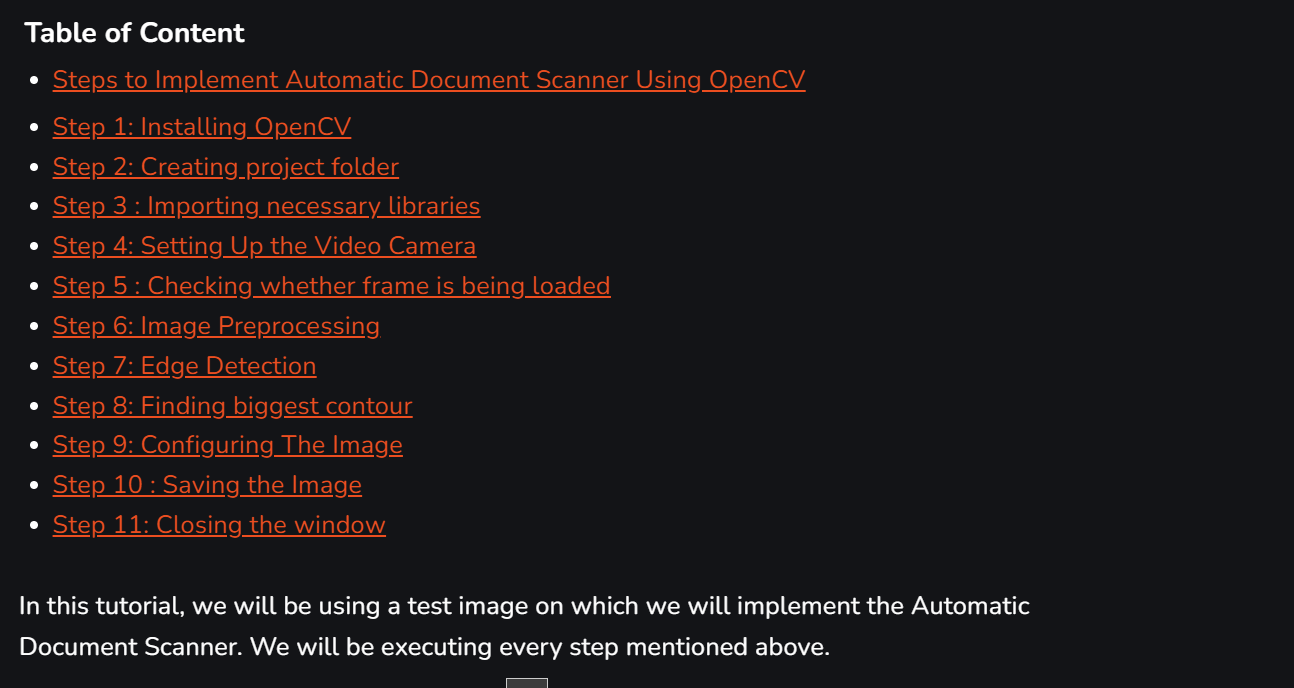 Table of Content
Steps to Implement Automatic Document Scanner Using OpenCV
Step 1: Installing OpenCV
Step 2: Creating project folder
Step 3 : Importing necessary libraries
Step 4: Setting Up the Video Camera
Step 5 : Checking whether frame is being loaded
Step 6: Image Preprocessing
Step 7: Edge Detection
Step 8: Finding biggest contour
Step 9: Configuring The Image
Step 10 : Saving the Image
Step 11: Closing the window
In this tutorial, we will be using a test image on which we will implement the Automatic
Document Scanner. We will be executing every step mentioned above.